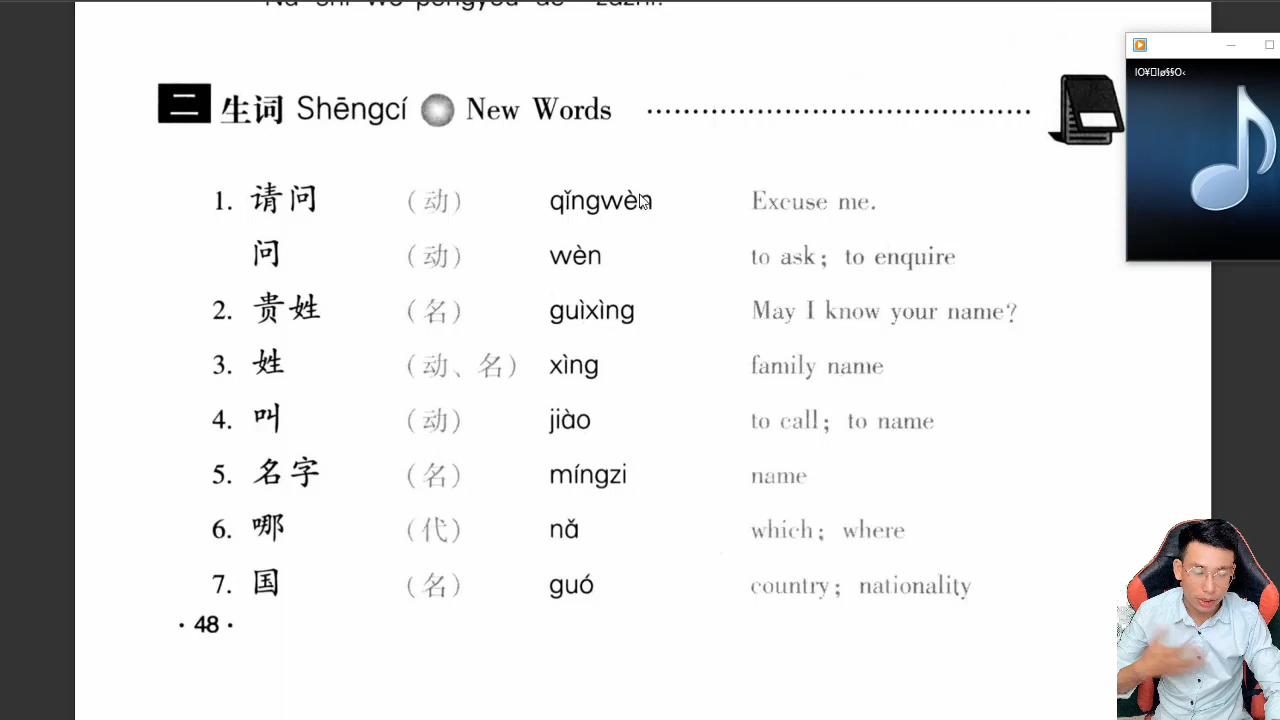 二 生词 Shēngcí New Words
1. 请问 (动) qǐngwèn Excuse me.
问 (动) wèn to ask; to enquire
2. 贵姓 (名) guìxìng May I know your name?
3. 姓 (动、名) xìng family name
4. 叫 (动) jiào to call; to name
5. 名字 (名) míngzi name
6. 哪 (代) nǎ which; where
7. 国 (名) guó country; nationality
· 48 ·